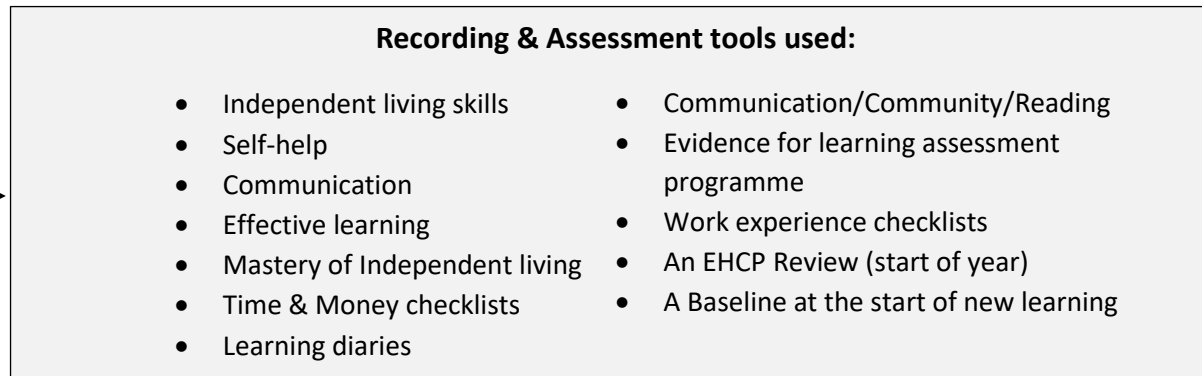 Recording & Assessment tools used:
• Independent living skills
• Self-help
• Communication
• Effective learning
• Mastery of Independent living
• Time & Money checklists
• Learning diaries
• Communication/Community/Reading
• Evidence for learning assessment
programme
• Work experience checklists
• An EHCP Review (start of year)
• A Baseline at the start of new learning